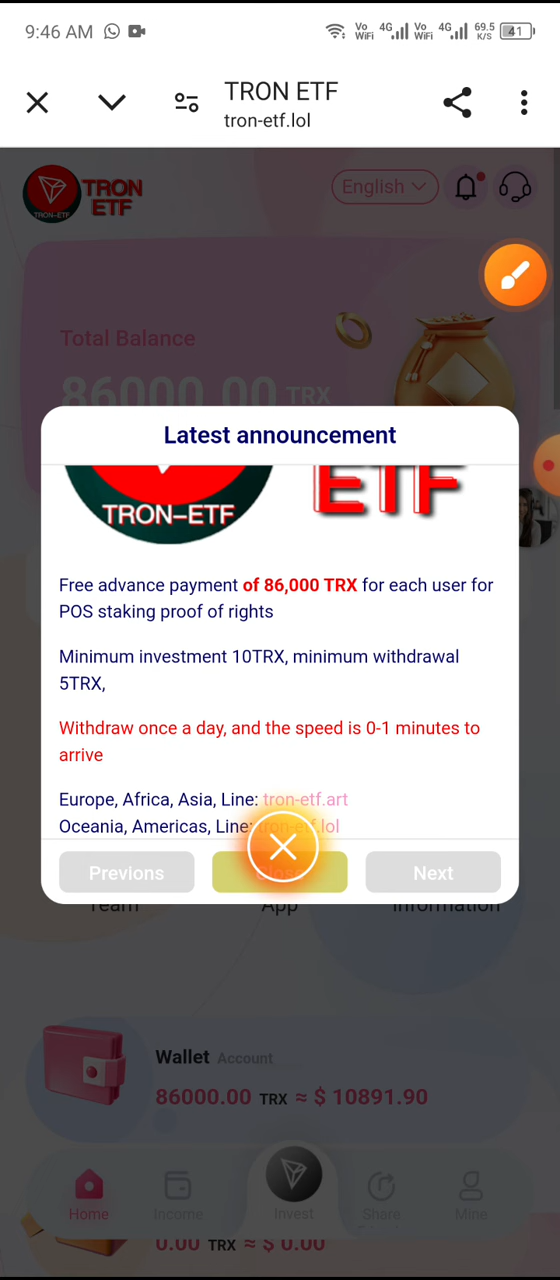 9:46 AM
Vo WiFi 4G Vo WiFi 4G 69.5 K/S 41
TRON ETF
tron-etf.lol
TRON ETF
TRON-ETF
English
Total Balance
86000.00 TRX
Latest announcement
TRON-ETF
ETF
Free advance payment of 86,000 TRX for each user for
POS staking proof of rights
Minimum investment 10TRX, minimum withdrawal
5TRX,
Withdraw once a day, and the speed is 0-1 minutes to
arrive
Europe, Africa, Asia, Line: tron-etf.art
Oceania, Americas, Line: tron-etf.lol
Previons
Next
Team App Information
Wallet Account
86000.00 TRX ≈ $ 10891.90
Home Income Invest Share Mine
0.00 TRX ≈ $ 0.00